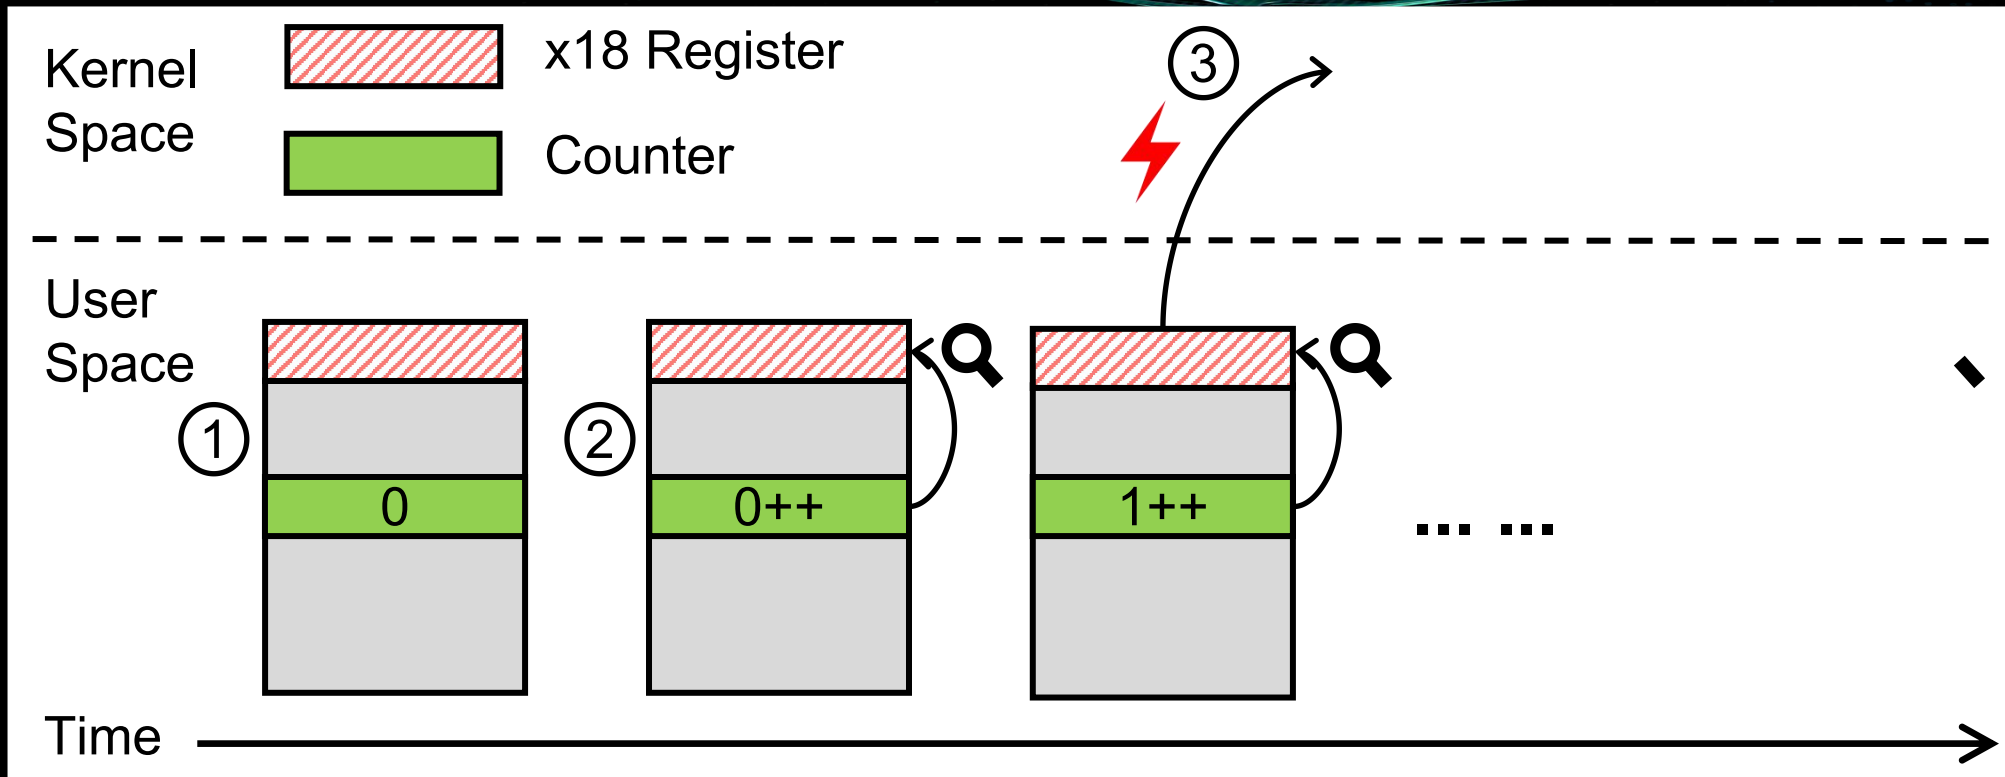 Kernel
Space
x18 Register
Counter
3
User
Space
1
2
0
0++
1++
... ...
Time